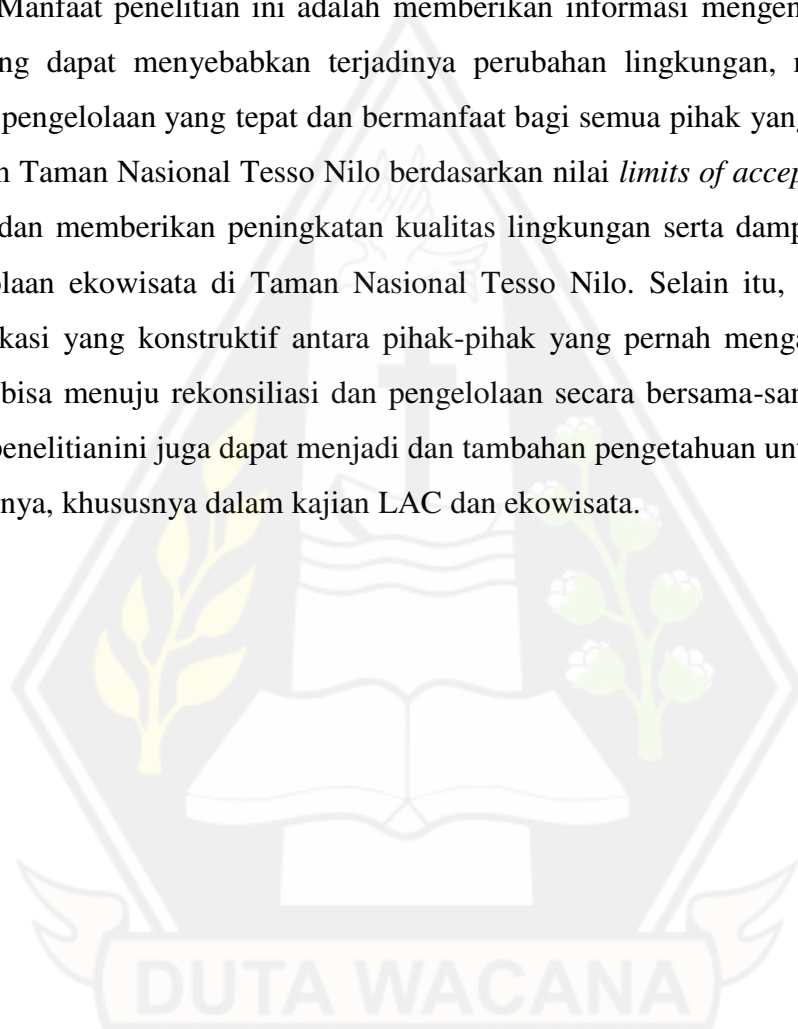 Manfaat penelitian ini adalah memberikan informasi mengen
ng dapat menyebabkan terjadinya perubahan lingkungan,
pengelolaan yang tepat dan bermanfaat bagi semua pihak yang
n Taman Nasional Tesso Nilo berdasarkan nilai limits of accep
dan memberikan peningkatan kualitas lingkungan serta damp
olaan ekowisata di Taman Nasional Tesso Nilo. Selain itu,
ikasi yang konstruktif antara pihak-pihak yang pernah menga
bisa menuju rekonsiliasi dan pengelolaan secara bersama-sam
penelitianini juga dapat menjadi dan tambahan pengetahuan un
nya, khususnya dalam kajian LAC dan ekowisata.
DUTA WACANA